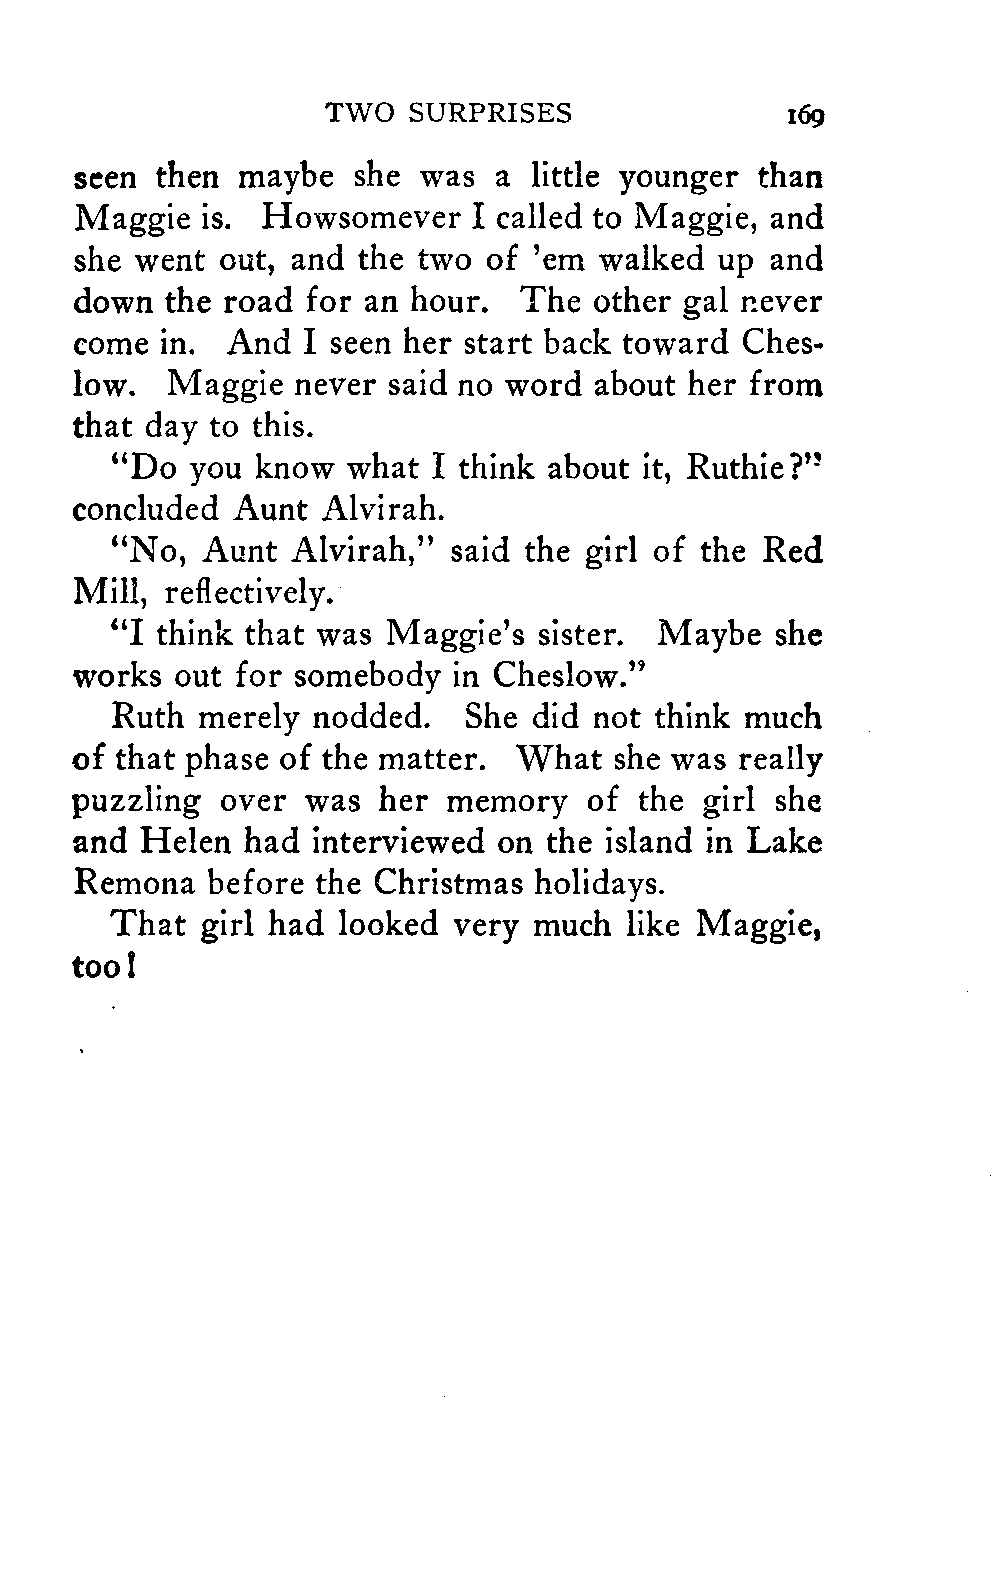 TWO SURPRISES 169
seen then maybe she was a little younger than
Maggie is. Howsomever I called to Maggie, and
she went out, and the two of 'em walked up and
down the road for an hour. The other gal never
come in. And I seen her start back toward Ches-
low. Maggie never said no word about her from
that day to this.
"Do you know what I think about it, Ruthie?"
concluded Aunt Alvirah.
"No, Aunt Alvirah," said the girl of the Red
Mill, reflectively.
"I think that was Maggie's sister. Maybe she
works out for somebody in Cheslow."
Ruth merely nodded. She did not think much
of that phase of the matter. What she was really
puzzling over was her memory of the girl she
and Helen had interviewed on the island in Lake
Remona before the Christmas holidays.
That girl had looked very much like Maggie,
too!